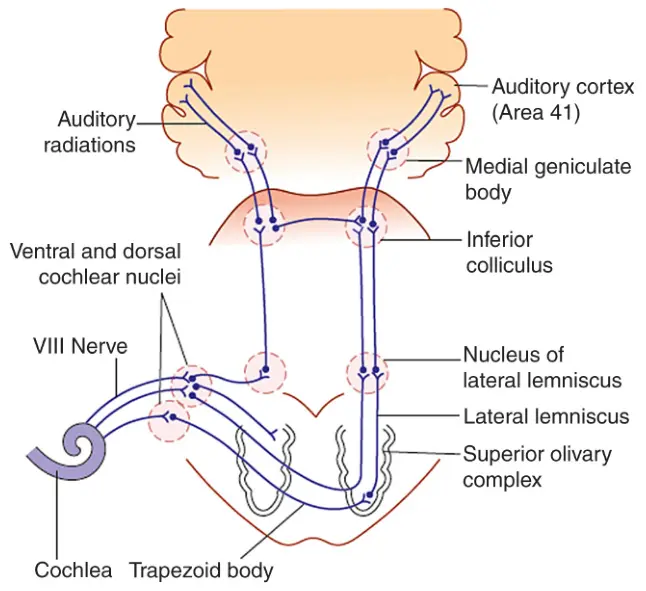 Auditory cortex
(Area 41)
Auditory
radiations
Medial geniculate
body
Inferior
colliculus
Ventral and dorsal
cochlear nuclei
VIII Nerve
Nucleus of
lateral lemniscus
Lateral lemniscus
Superior olivary
complex
Cochlea
Trapezoid body